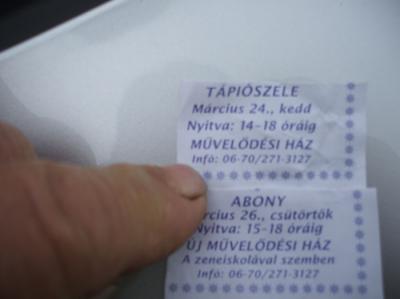 TÁPIÓSZELE
Március 24., kedd
Nyitva: 14-18 óráig
MŰVELŐDÉSI HÁZ
Infó: 06-70/271-3127
ABONY
rcius 26., csütörtök
Nyitva: 15-18 óráig
ÚJ MŰVELŐDÉSI HÁZ
A zeneiskolával szemben
Infó: 06-70/271-3127